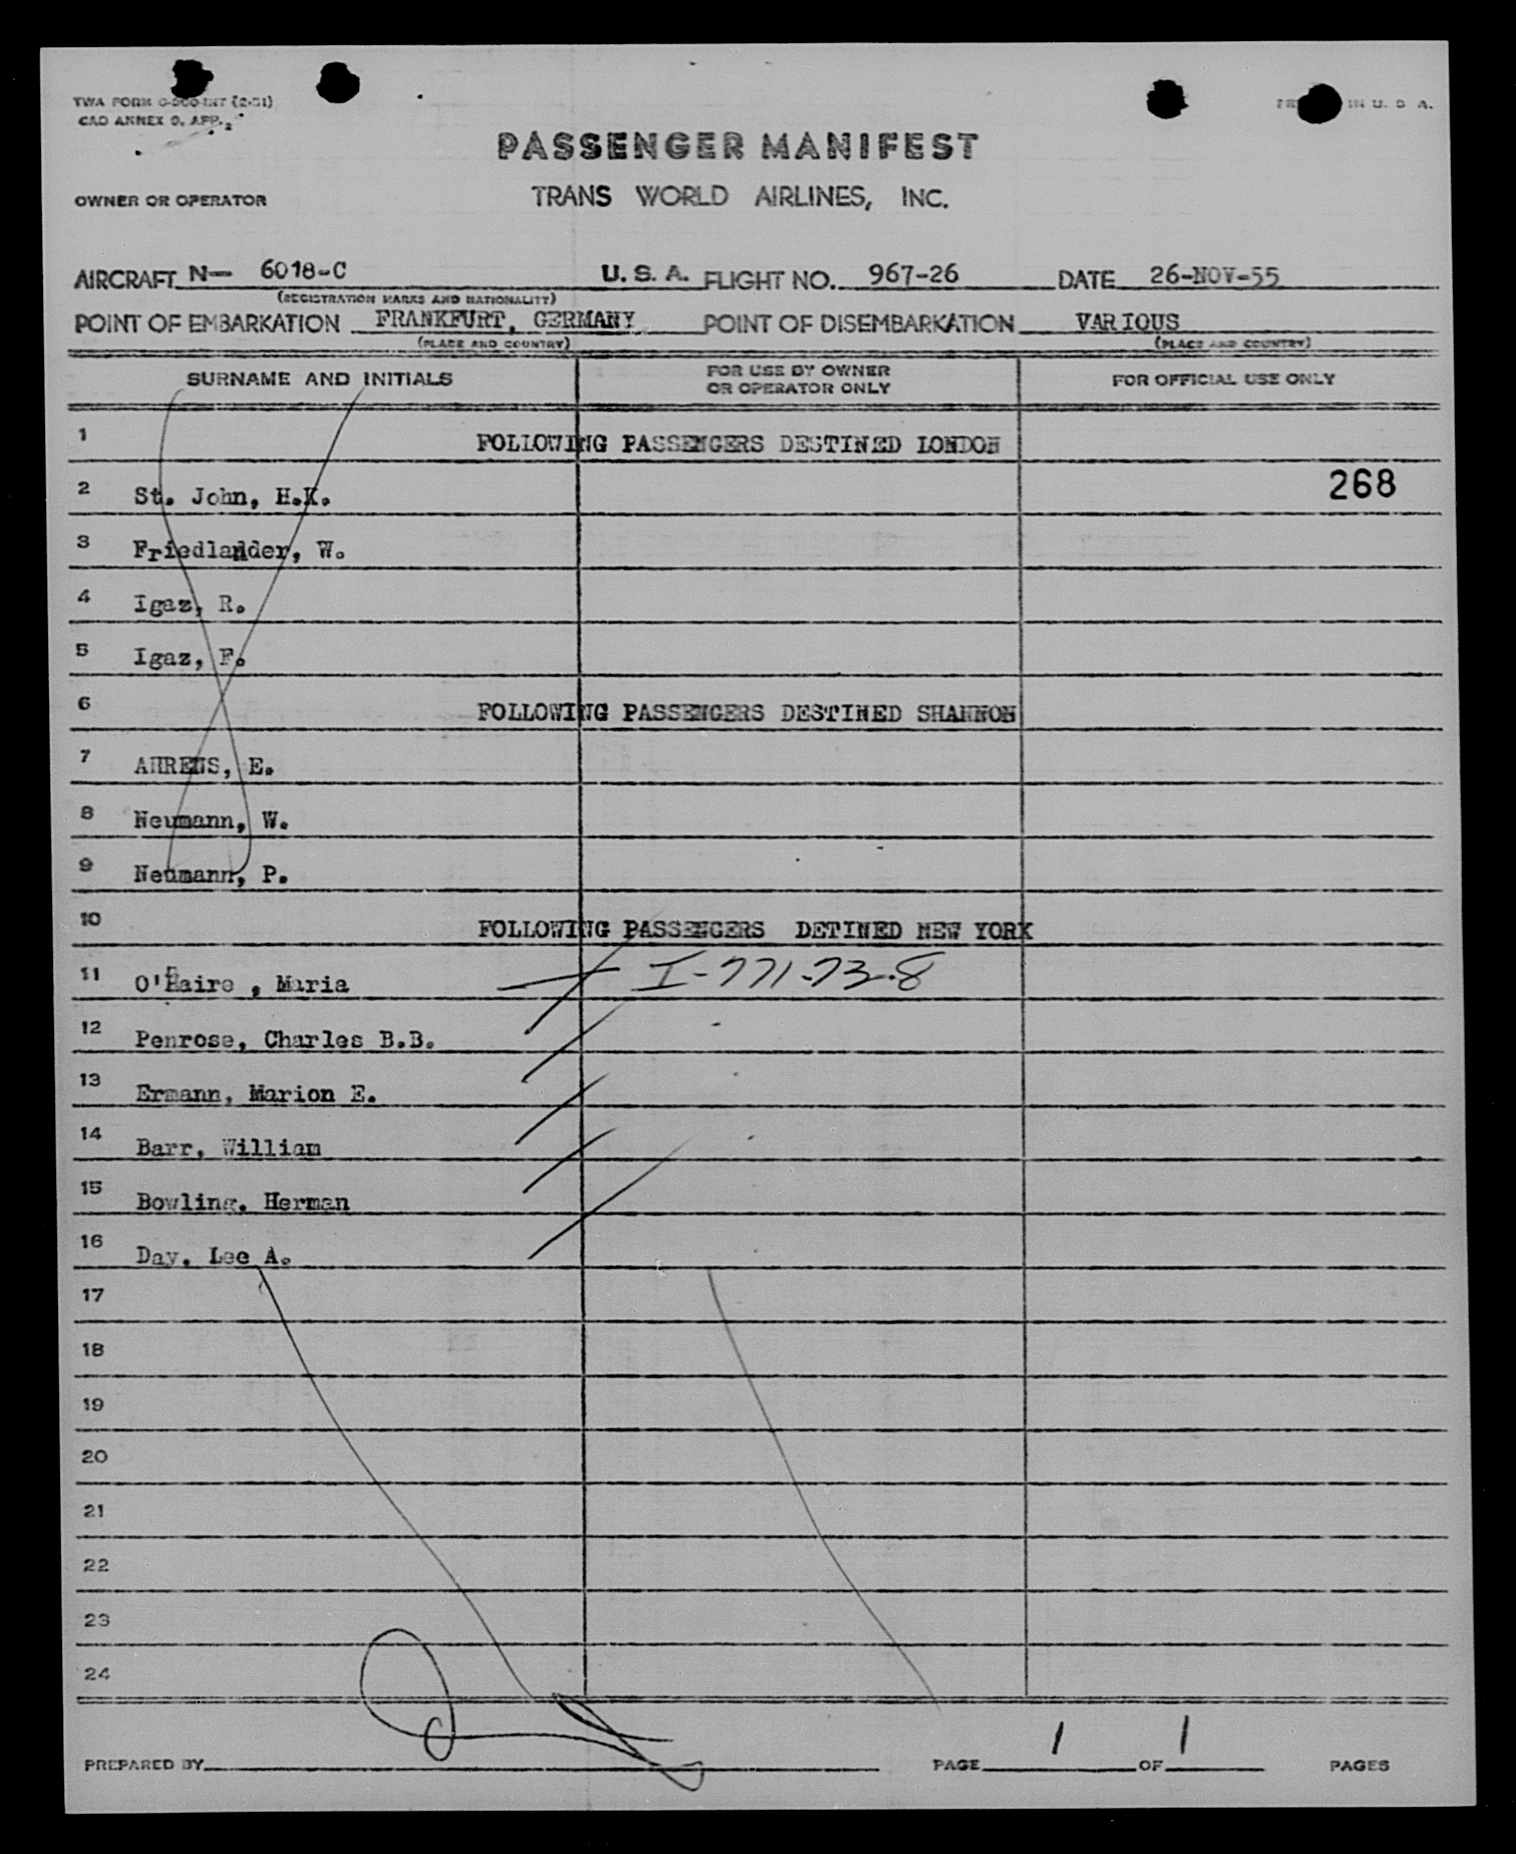 TWA FORM
CAO ANNEX 9, APP. 2
IN U. S. A.
PASSENGER MANIFEST
OWNER OR OPERATOR TRANS WORLD AIRLINES, INC.
AIRCRAFT N- 6018-C U. S. A. FLIGHT NO. 967-26 DATE 26-NOV-55
(REGISTRATION MARKS AND NATIONALITY)
POINT OF EMBARKATION FRANKFURT, GERMANY POINT OF DISEMBARKATION VARIOUS
(PLACE AND COUNTRY) (PLACE AND COUNTRY)
SURNAME AND INITIALS FOR USE BY OWNER OR OPERATOR ONLY FOR OFFICIAL USE ONLY
1 FOLLOWING PASSENGERS DESTINED LONDON
2 St. John, H.K. 268
3 Friedlander, W.
4 Igaz, R.
5 Igaz, F.
6 FOLLOWING PASSENGERS DESTINED SHANNON
7 AHRENS, E.
8 Neumann, W.
9 Neumann, P.
10 FOLLOWING PASSENGERS DETINED NEW YORK
11 O'Haire , Maria I-771-73-8
12 Penrose, Charles B.B.
13 Ermann, Marion E.
14 Barr, William
15 Bowling, Herman
16 Day, Lee A.
17
18
19
20
21
22
23
24
PREPARED BY PAGE 1 OF 1 PAGES